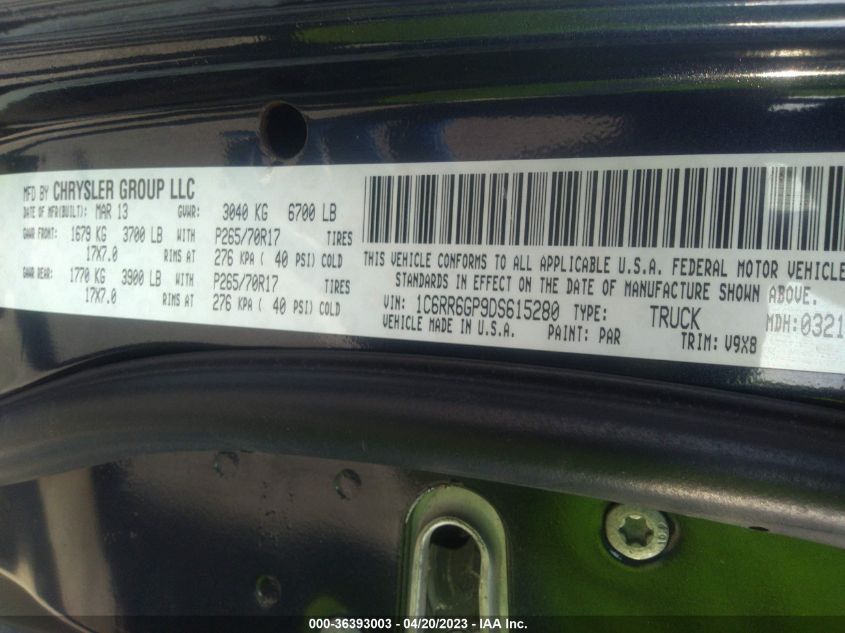 MFD BY CHRYSLER GROUP LLC
DATE OF MFR(BUILT): MAR 13 GVWR: 3040 KG 6700 LB
GAWR FRONT: 1679 KG 3700 LB WITH P265/70R17 TIRES
17X7.0 RIMS AT 276 KPA ( 40 PSI) COLD
GAWR REAR: 1770 KG 3900 LB WITH P265/70R17 TIRES
17X7.0 RIMS AT 276 KPA ( 40 PSI) COLD
THIS VEHICLE CONFORMS TO ALL APPLICABLE U.S.A. FEDERAL MOTOR VEHICLE
STANDARDS IN EFFECT ON THE DATE OF MANUFACTURE SHOWN ABOVE.
VIN: 1C6RR6GP9DS615280 TYPE: TRUCK MDH:0321
VEHICLE MADE IN U.S.A. PAINT: PAR TRIM: V9X8
000-36393003 - 04/20/2023 - IAA Inc.